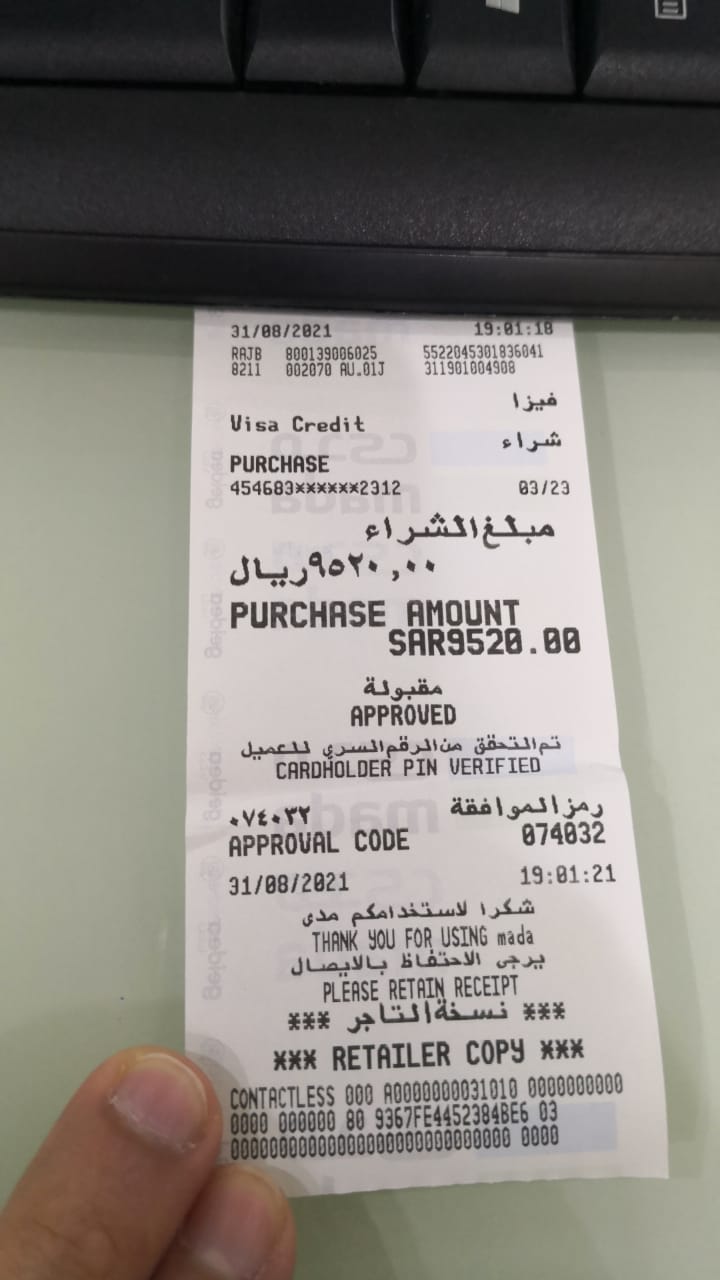 31/08/2021 19:01:18
RAJB 800139006025 5522045301836041
8211 002070 AU.01J 311901004908
فيزا
Visa Credit
شراء
PURCHASE
454683******2312 03/23
مبلغ الشراء
٩٥٢٠,٠٠ ريال
PURCHASE AMOUNT
SAR9520.00
مقبولة
APPROVED
تم التحقق من الرقم السري للعميل
CARDHOLDER PIN VERIFIED
رمز الموافقة ٠٧٤٠٣٢
APPROVAL CODE 074032
31/08/2021 19:01:21
شكرا لاستخدامكم مدى
THANK YOU FOR USING mada
يرجى الاحتفاظ بالايصال
PLEASE RETAIN RECEIPT
*** نسخة التاجر ***
*** RETAILER COPY ***
CONTACTLESS 000 A0000000031010 0000000000
0000 000000 80 9367FE4452384BE6 03